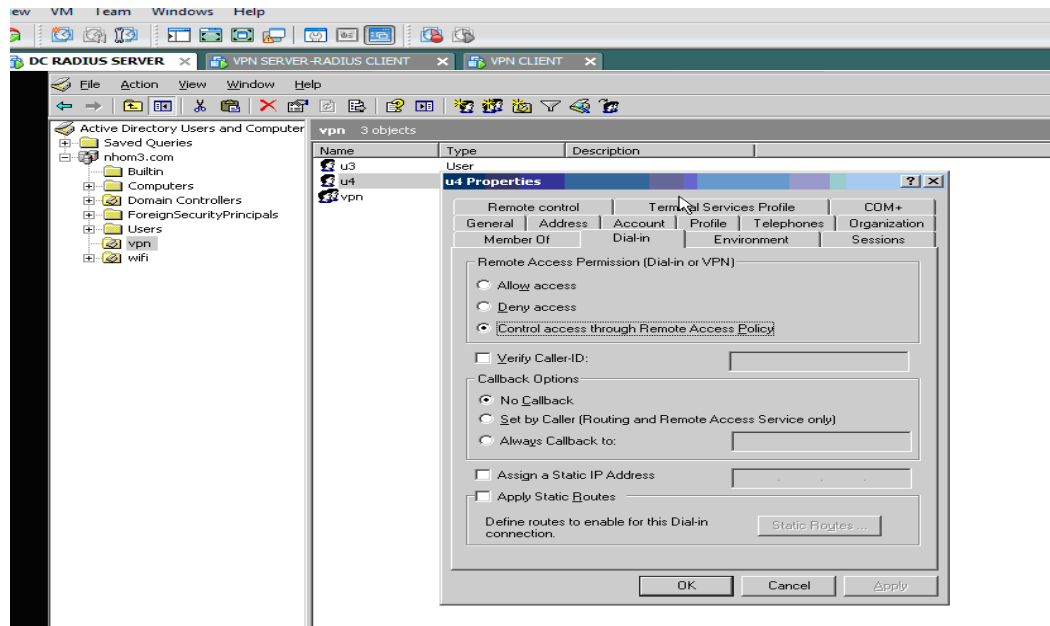 ew VM Team Windows Help
DC RADIUS SERVER × VPN SERVER-RADIUS CLIENT × VPN CLIENT ×
File Action View Window Help
Active Directory Users and Computer
Saved Queries
nhom3.com
Builtin
Computers
Domain Controllers
ForeignSecurityPrincipals
Users
vpn
wifi
vpn 3 objects
Name Type Description
u3 User
u4
vpn
u4 Properties
Remote control Terminal Services Profile COM+
General Address Account Profile Telephones Organization
Member Of Dial-in Environment Sessions
Remote Access Permission (Dial-in or VPN)
Allow access
Deny access
Control access through Remote Access Policy
Verify Caller-ID:
Callback Options
No Callback
Set by Caller (Routing and Remote Access Service only)
Always Callback to:
Assign a Static IP Address
Apply Static Routes
Define routes to enable for this Dial-in
connection.
Static Routes ...
OK Cancel Apply